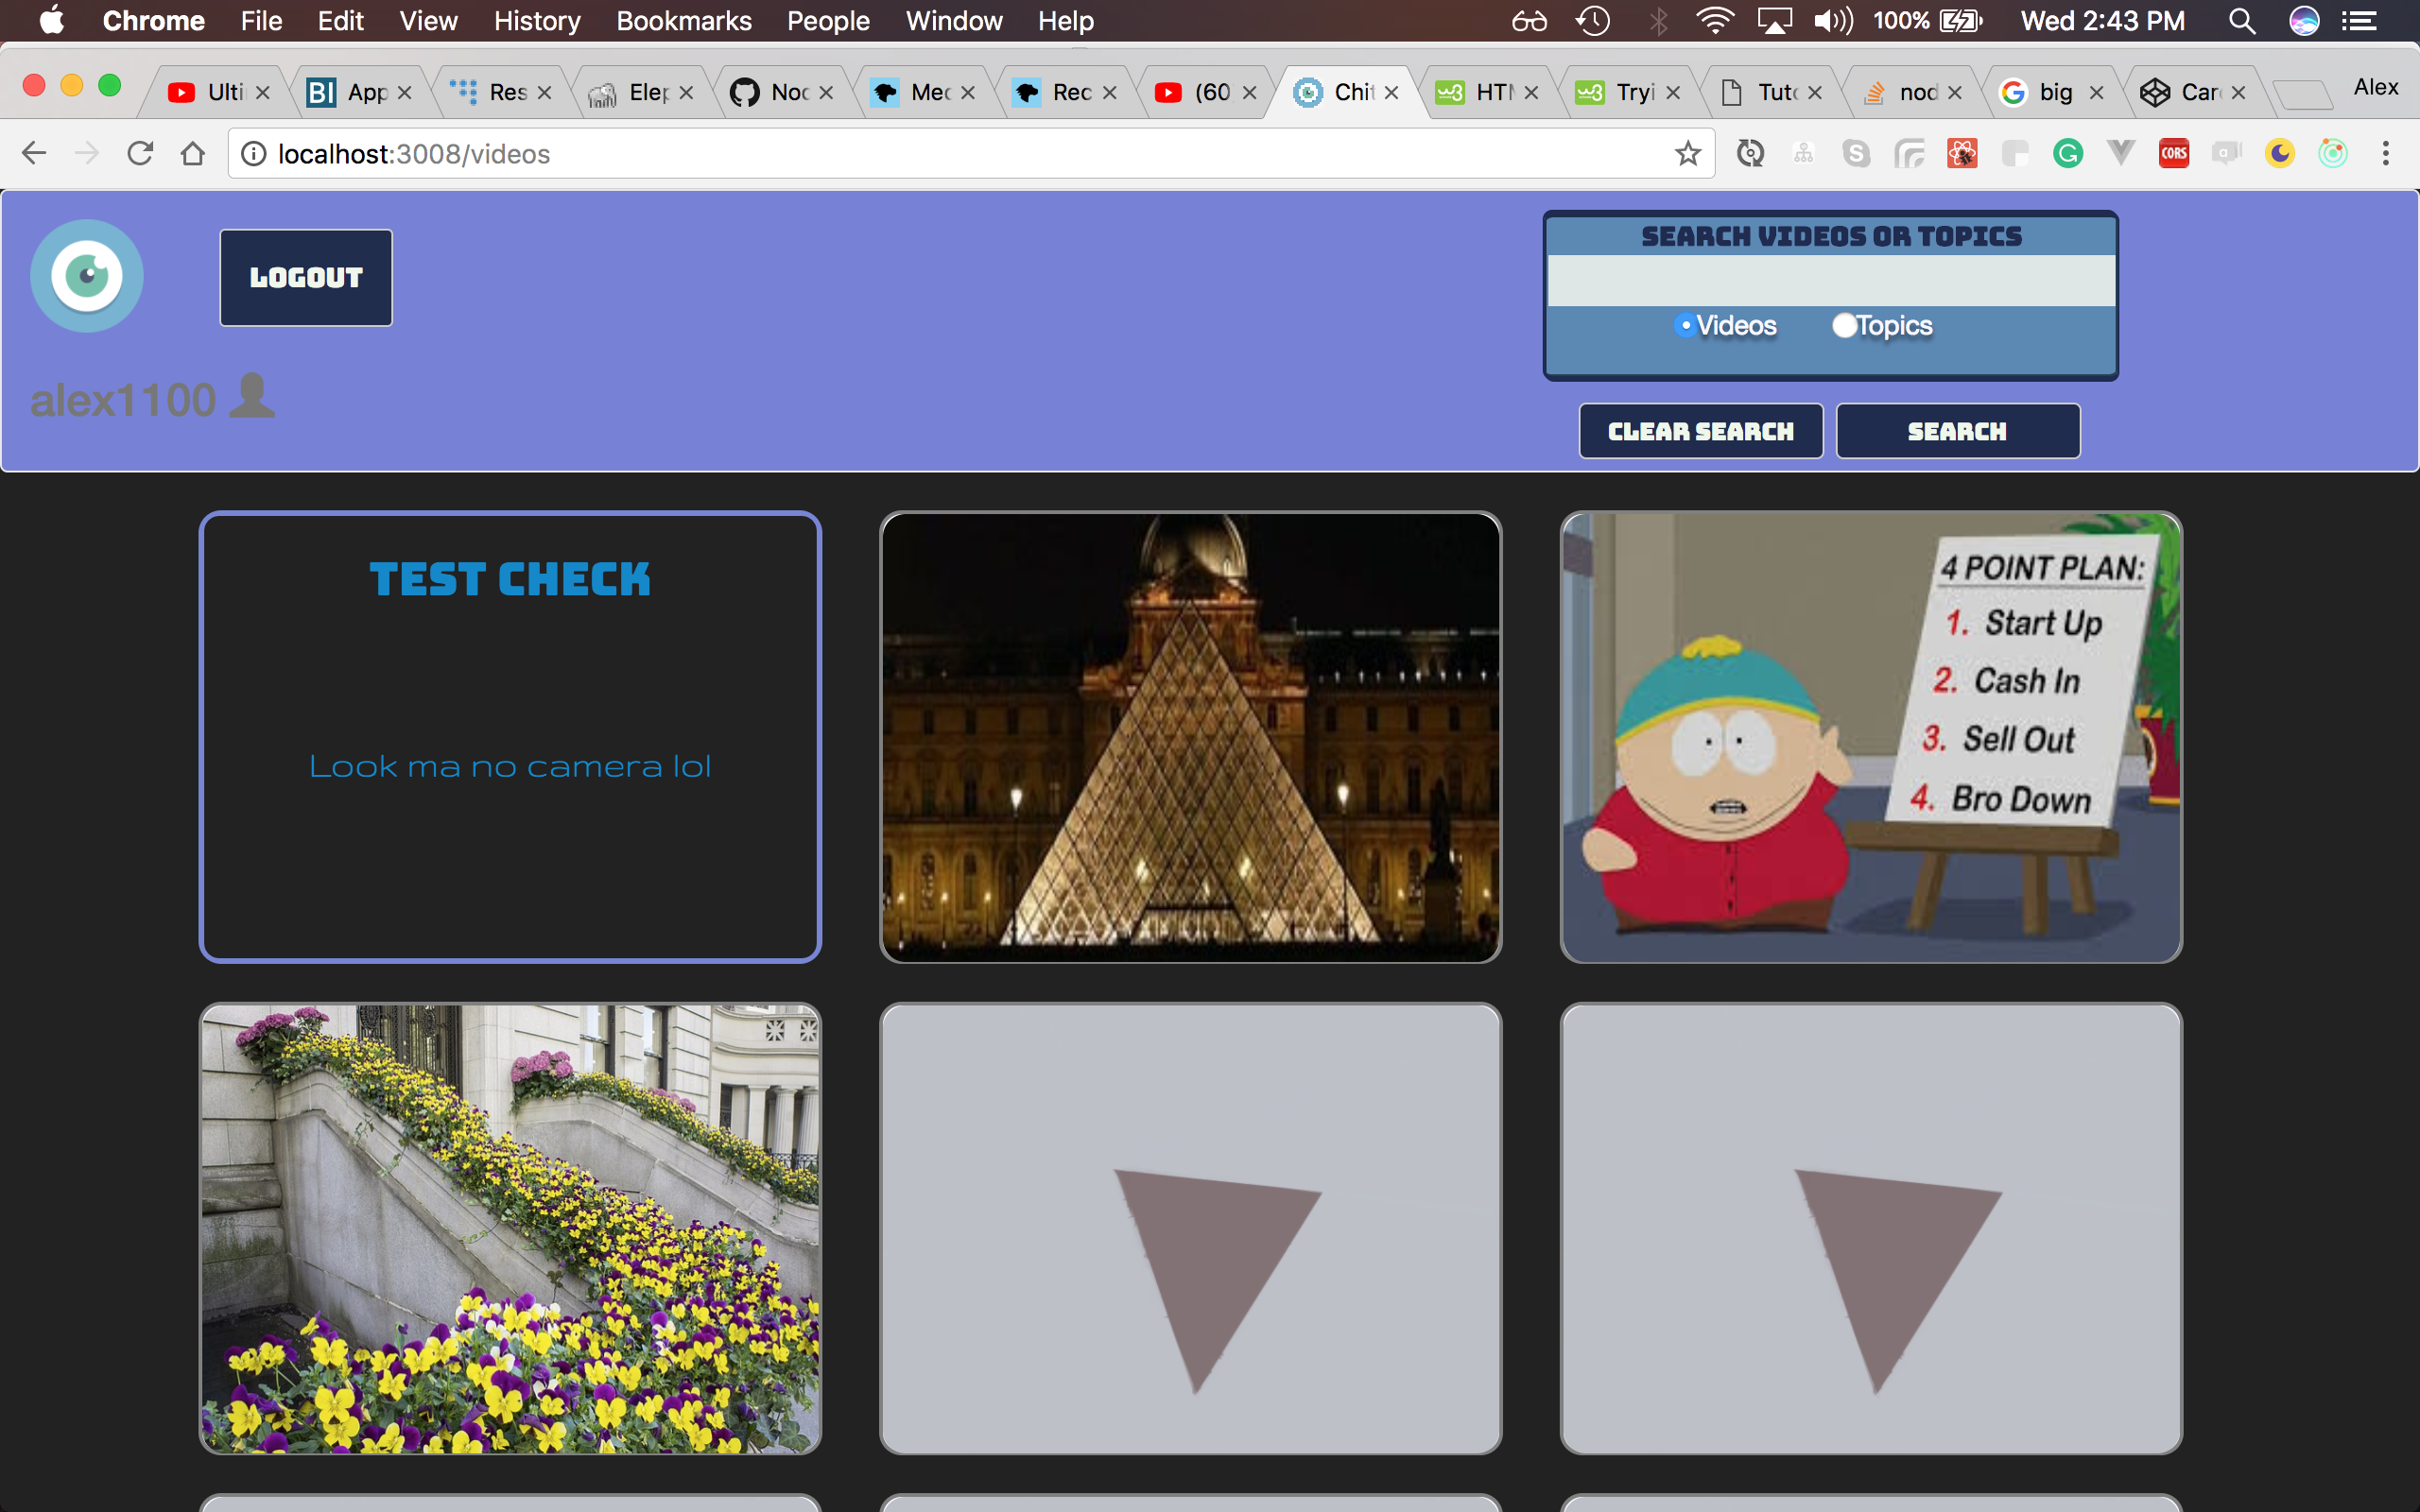 Chrome File Edit View History Bookmarks People Window Help 100% Wed 2:43 PM
Ulti App Res Elep Noc Mec Rec (60 Chit HTM Tryi Tuto nod big Car Alex
localhost:3008/videos
LOGOUT
alex1100
SEARCH VIDEOS OR TOPICS
Videos Topics
CLEAR SEARCH SEARCH
TEST CHECK
Look ma no camera lol
4 POINT PLAN:
1. Start Up
2. Cash In
3. Sell Out
4. Bro Down